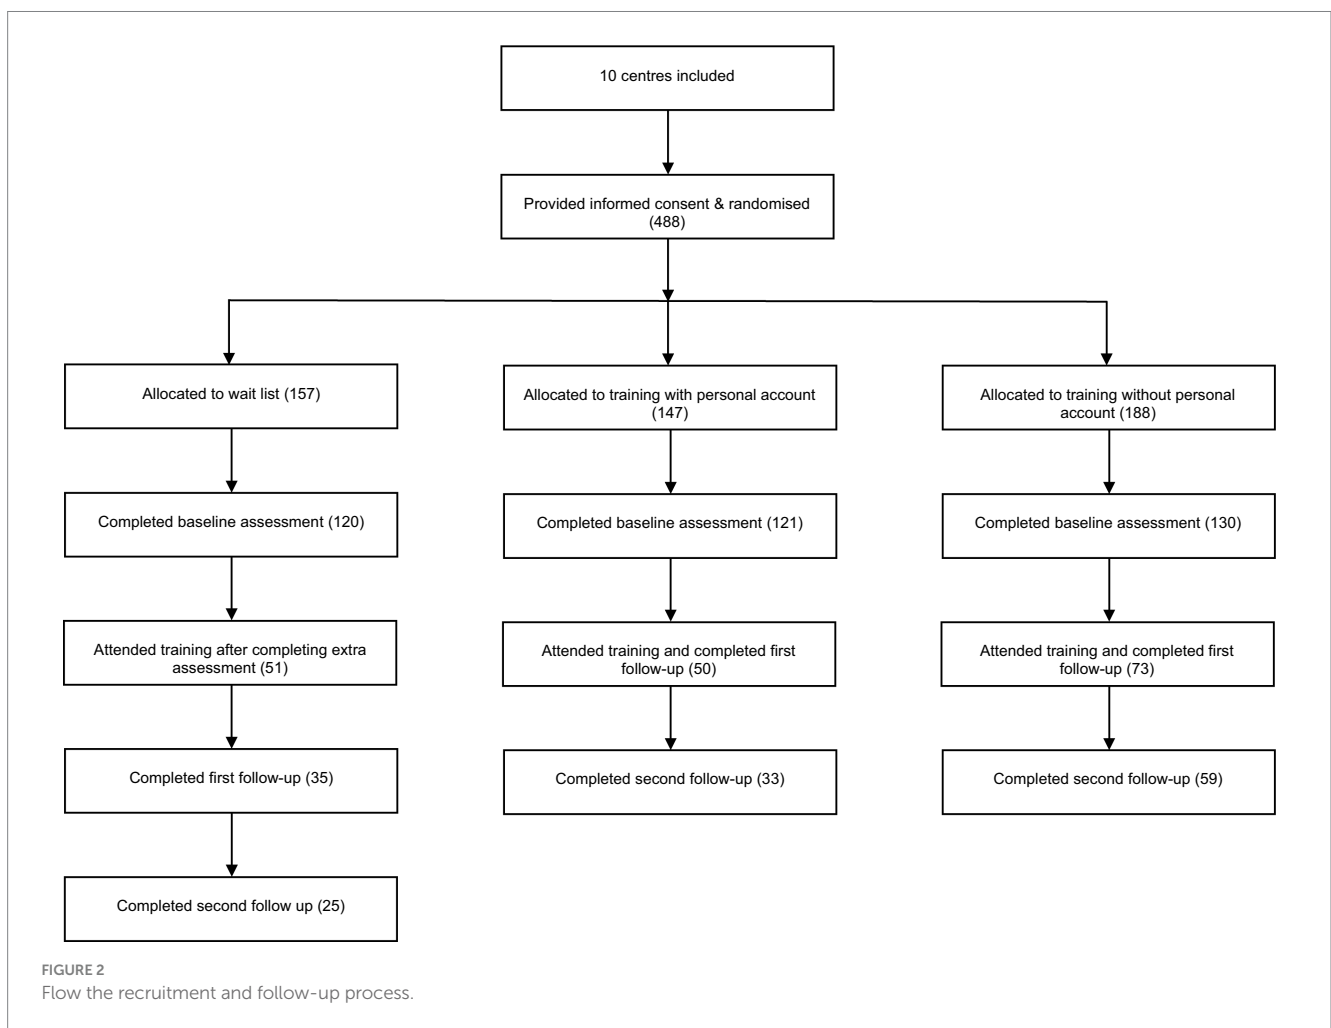 10 centres included
Provided informed consent & randomised
(488)
Allocated to wait list (157)
Allocated to training with personal account
(147)
Allocated to training without personal
account (188)
Completed baseline assessment (120)
Completed baseline assessment (121)
Completed baseline assessment (130)
Attended training after completing extra
assessment (51)
Attended training and completed first
follow-up (50)
Attended training and completed first
follow-up (73)
Completed first follow-up (35)
Completed second follow-up (33)
Completed second follow-up (59)
Completed second follow up (25)
FIGURE 2
Flow the recruitment and follow-up process.